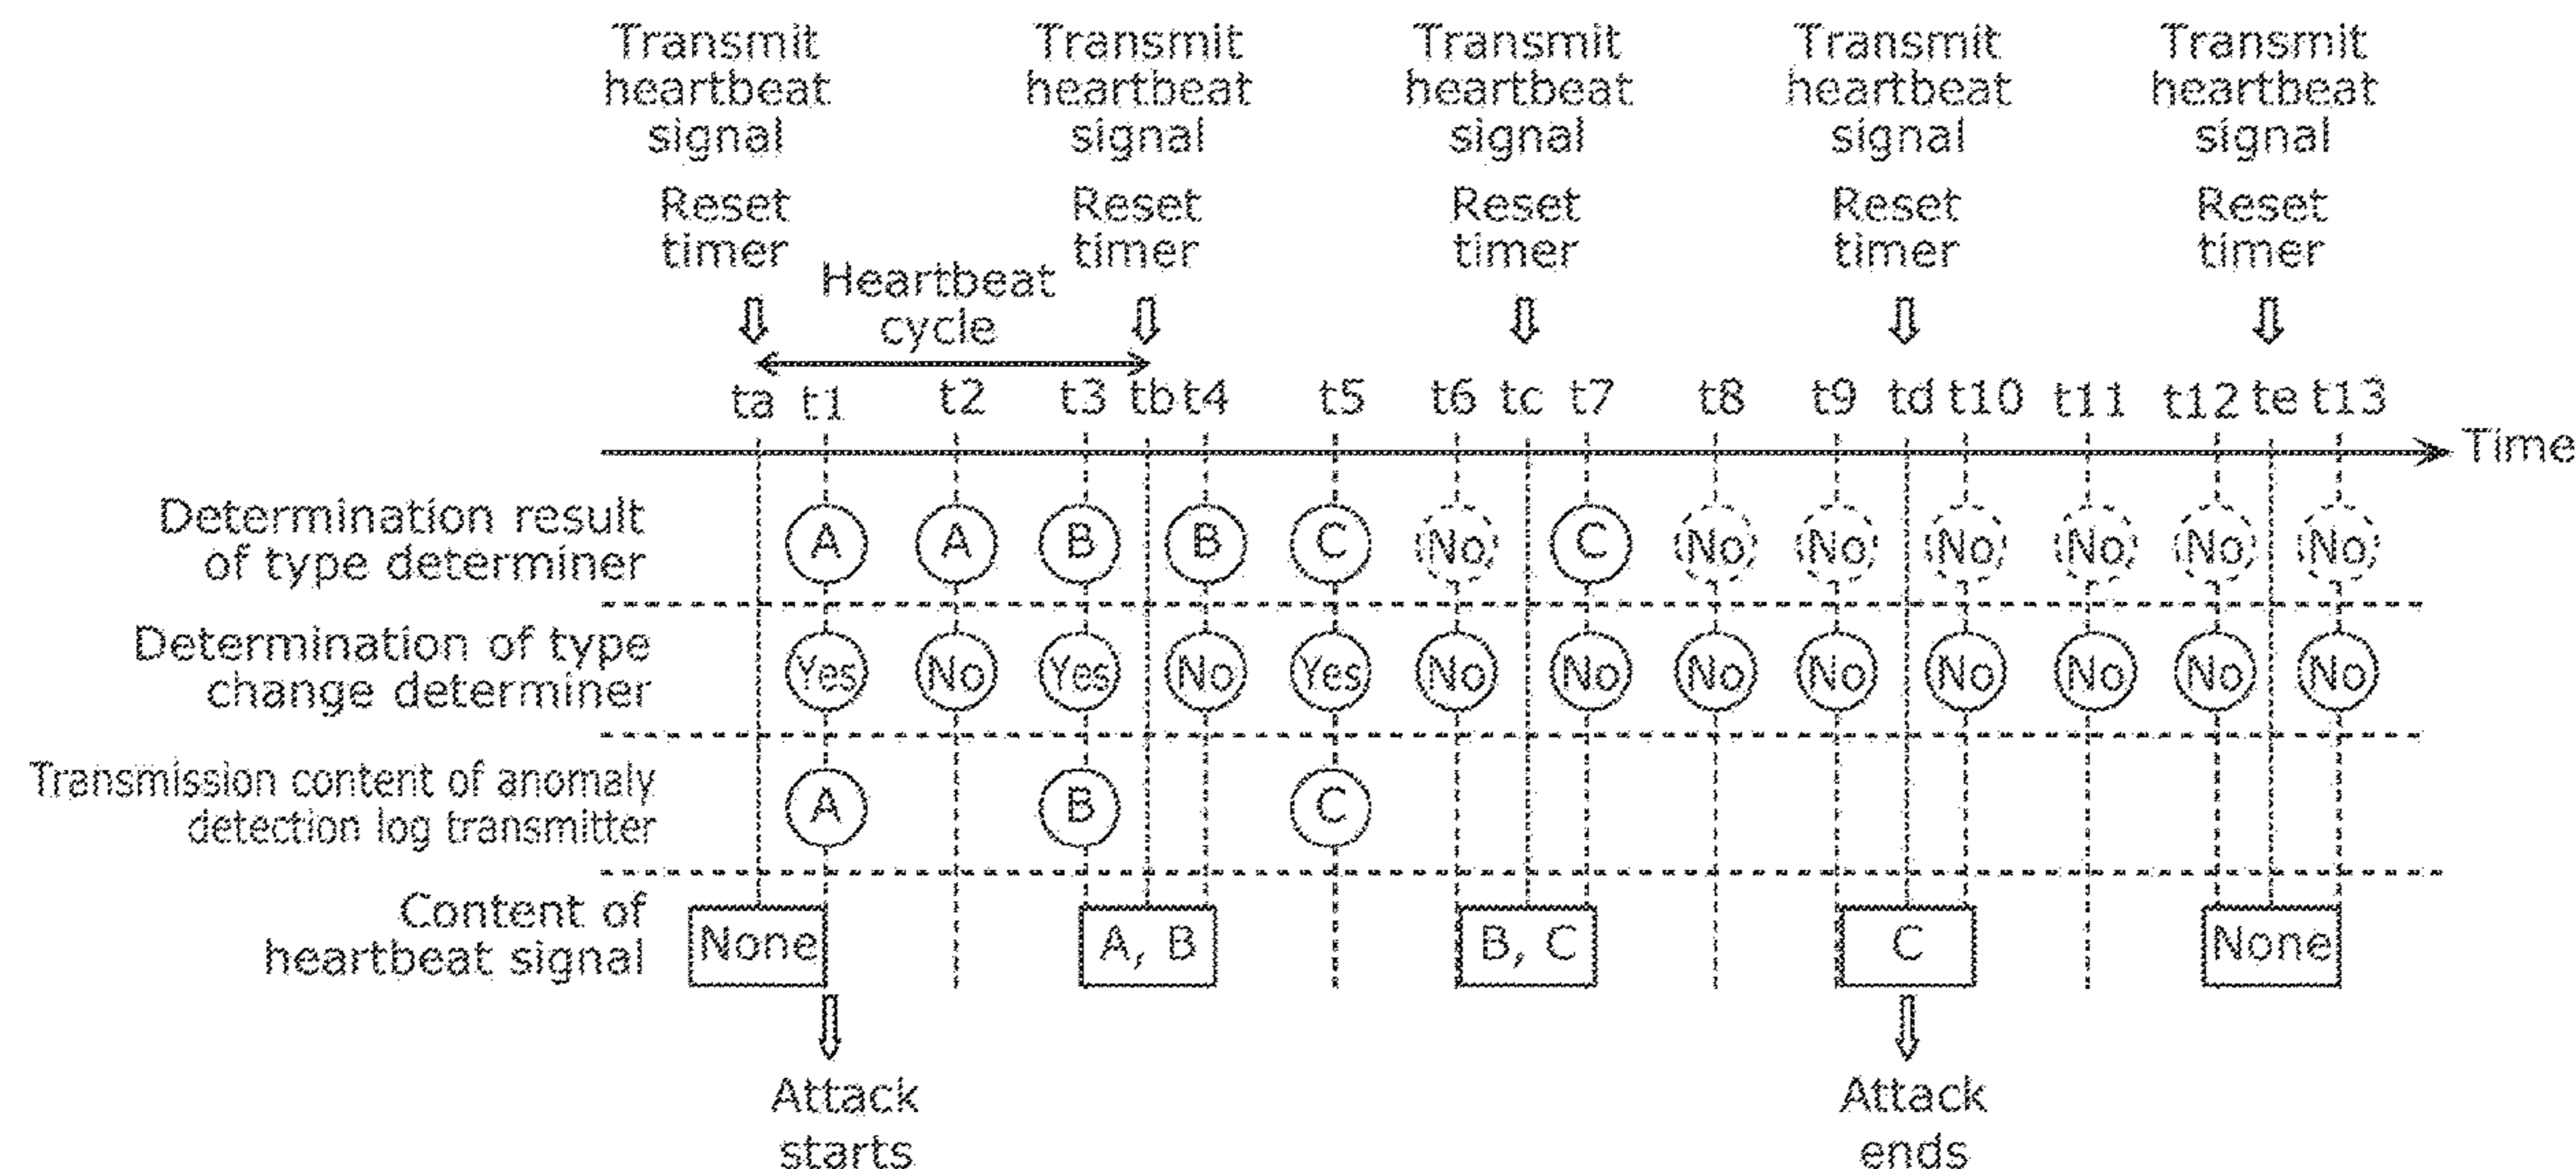 Transmit Transmit Transmit Transmit Transmit
heartbeat heartbeat heartbeat heartbeat heartbeat
signal signal signal signal signal
Reset Reset Reset Reset Reset
timer timer timer timer timer
Heartbeat
cycle
ta t1 t2 t3 tb t4 t5 t6 tc t7 t8 t9 td t10 t11 t12 te t13
Time
Determination result
of type determiner
A A B B C No C No No No No No No
Determination of type
change determiner
Yes No Yes No Yes No No No No No No No No
Transmission content of anomaly
detection log transmitter
A B C
Content of
heartbeat signal
None A, B B, C C None
Attack
starts
Attack
ends